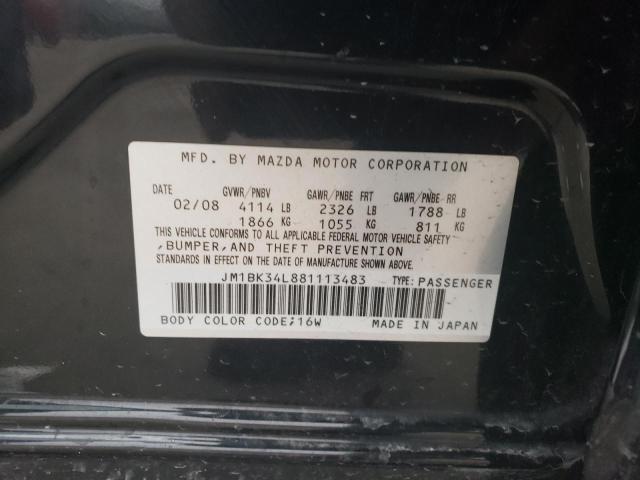 MFD. BY MAZDA MOTOR CORPORATION
DATE GVWR/PNBV GAWR/PNBE FRT GAWR/PNBE RR
02/08 4114 LB 2326 LB 1788 LB
1866 KG 1055 KG 811 KG
THIS VEHICLE CONFORMS TO ALL APPLICABLE FEDERAL MOTOR VEHICLE SAFETY
,BUMPER,AND THEFT PREVENTION
STANDARDS IN EFFECT ON THE DATE OF MANUFACTURE SHOWN ABOVE.
JM1BK34L881113483 TYPE:PASSENGER
BODY COLOR CODE;16W MADE IN JAPAN